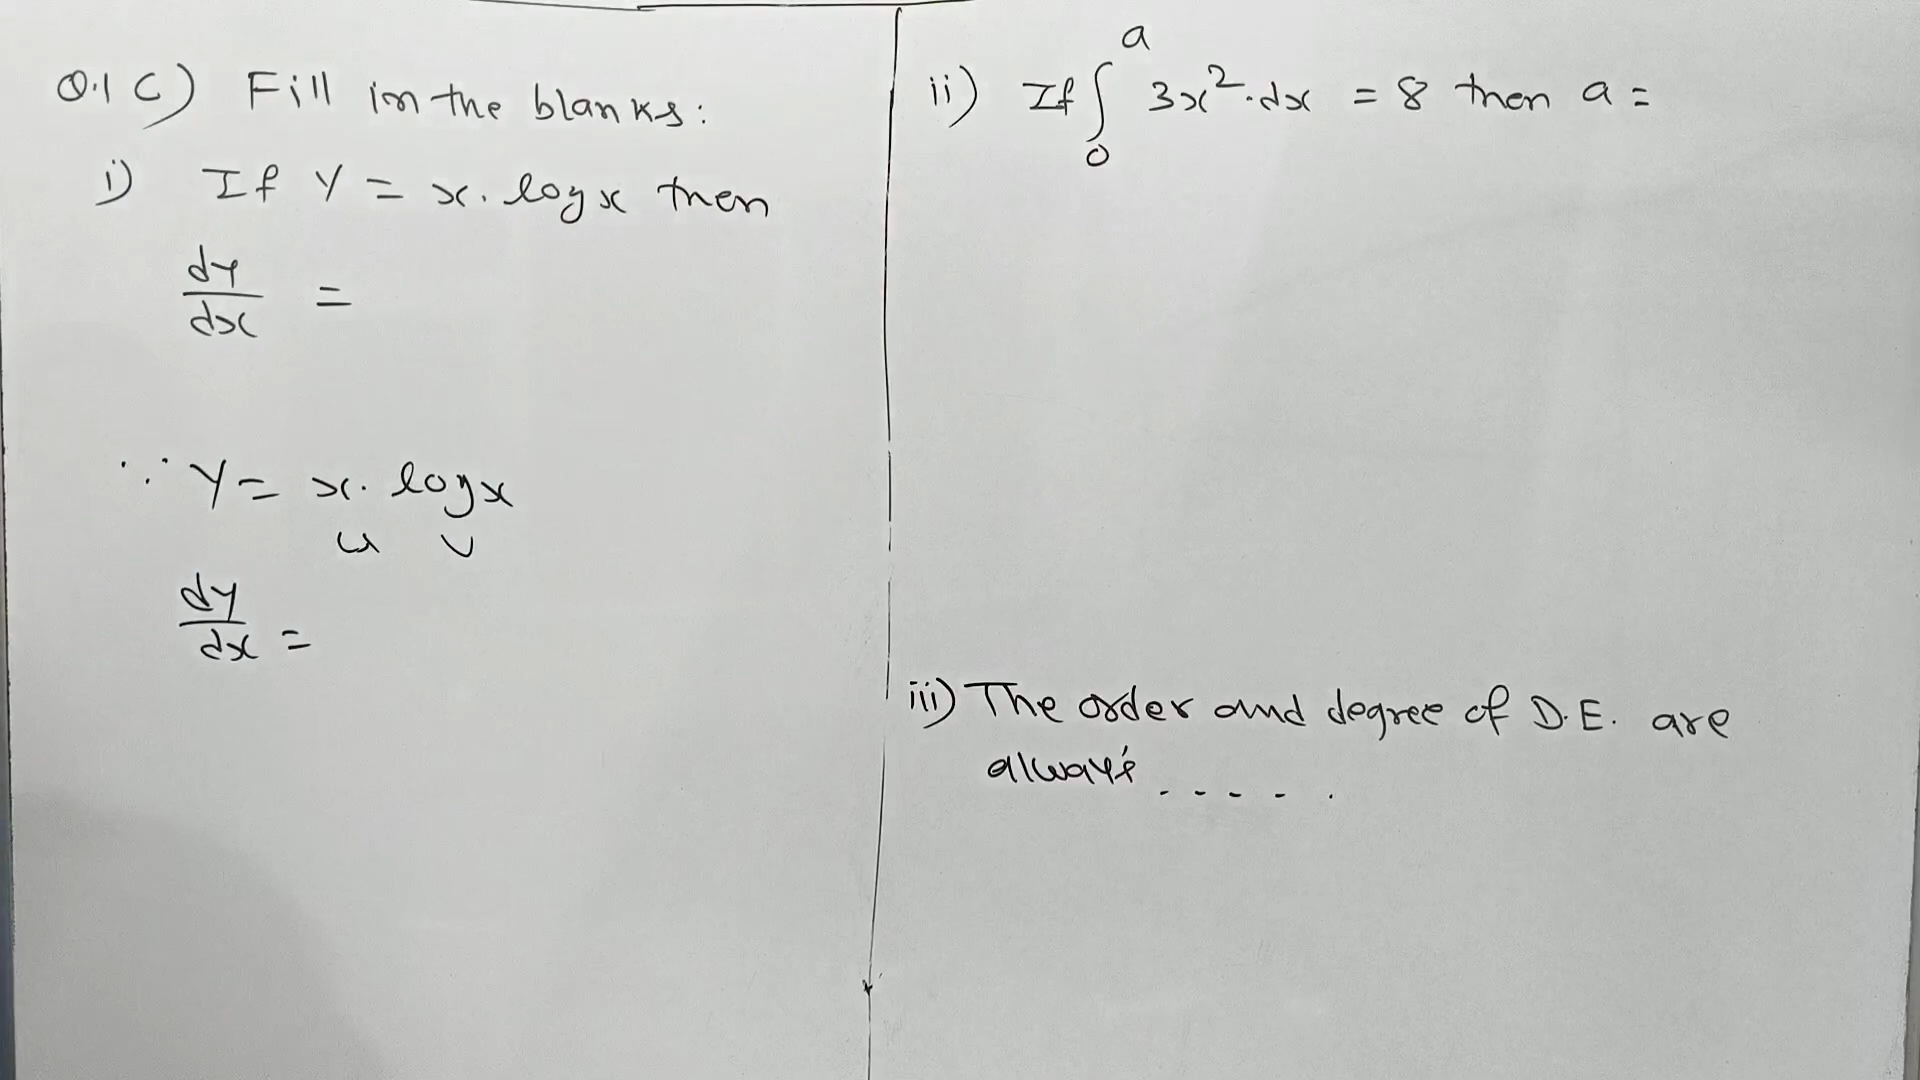 Q.1 C) Fill in the blanks:
i) If Y = x. log x then
dy/dx =
∵ Y = x. log x
u v
dy/dx =
ii) If ∫₀ᵃ 3x².dx = 8 then a =
iii) The order and degree of D.E. are
always . . . . .